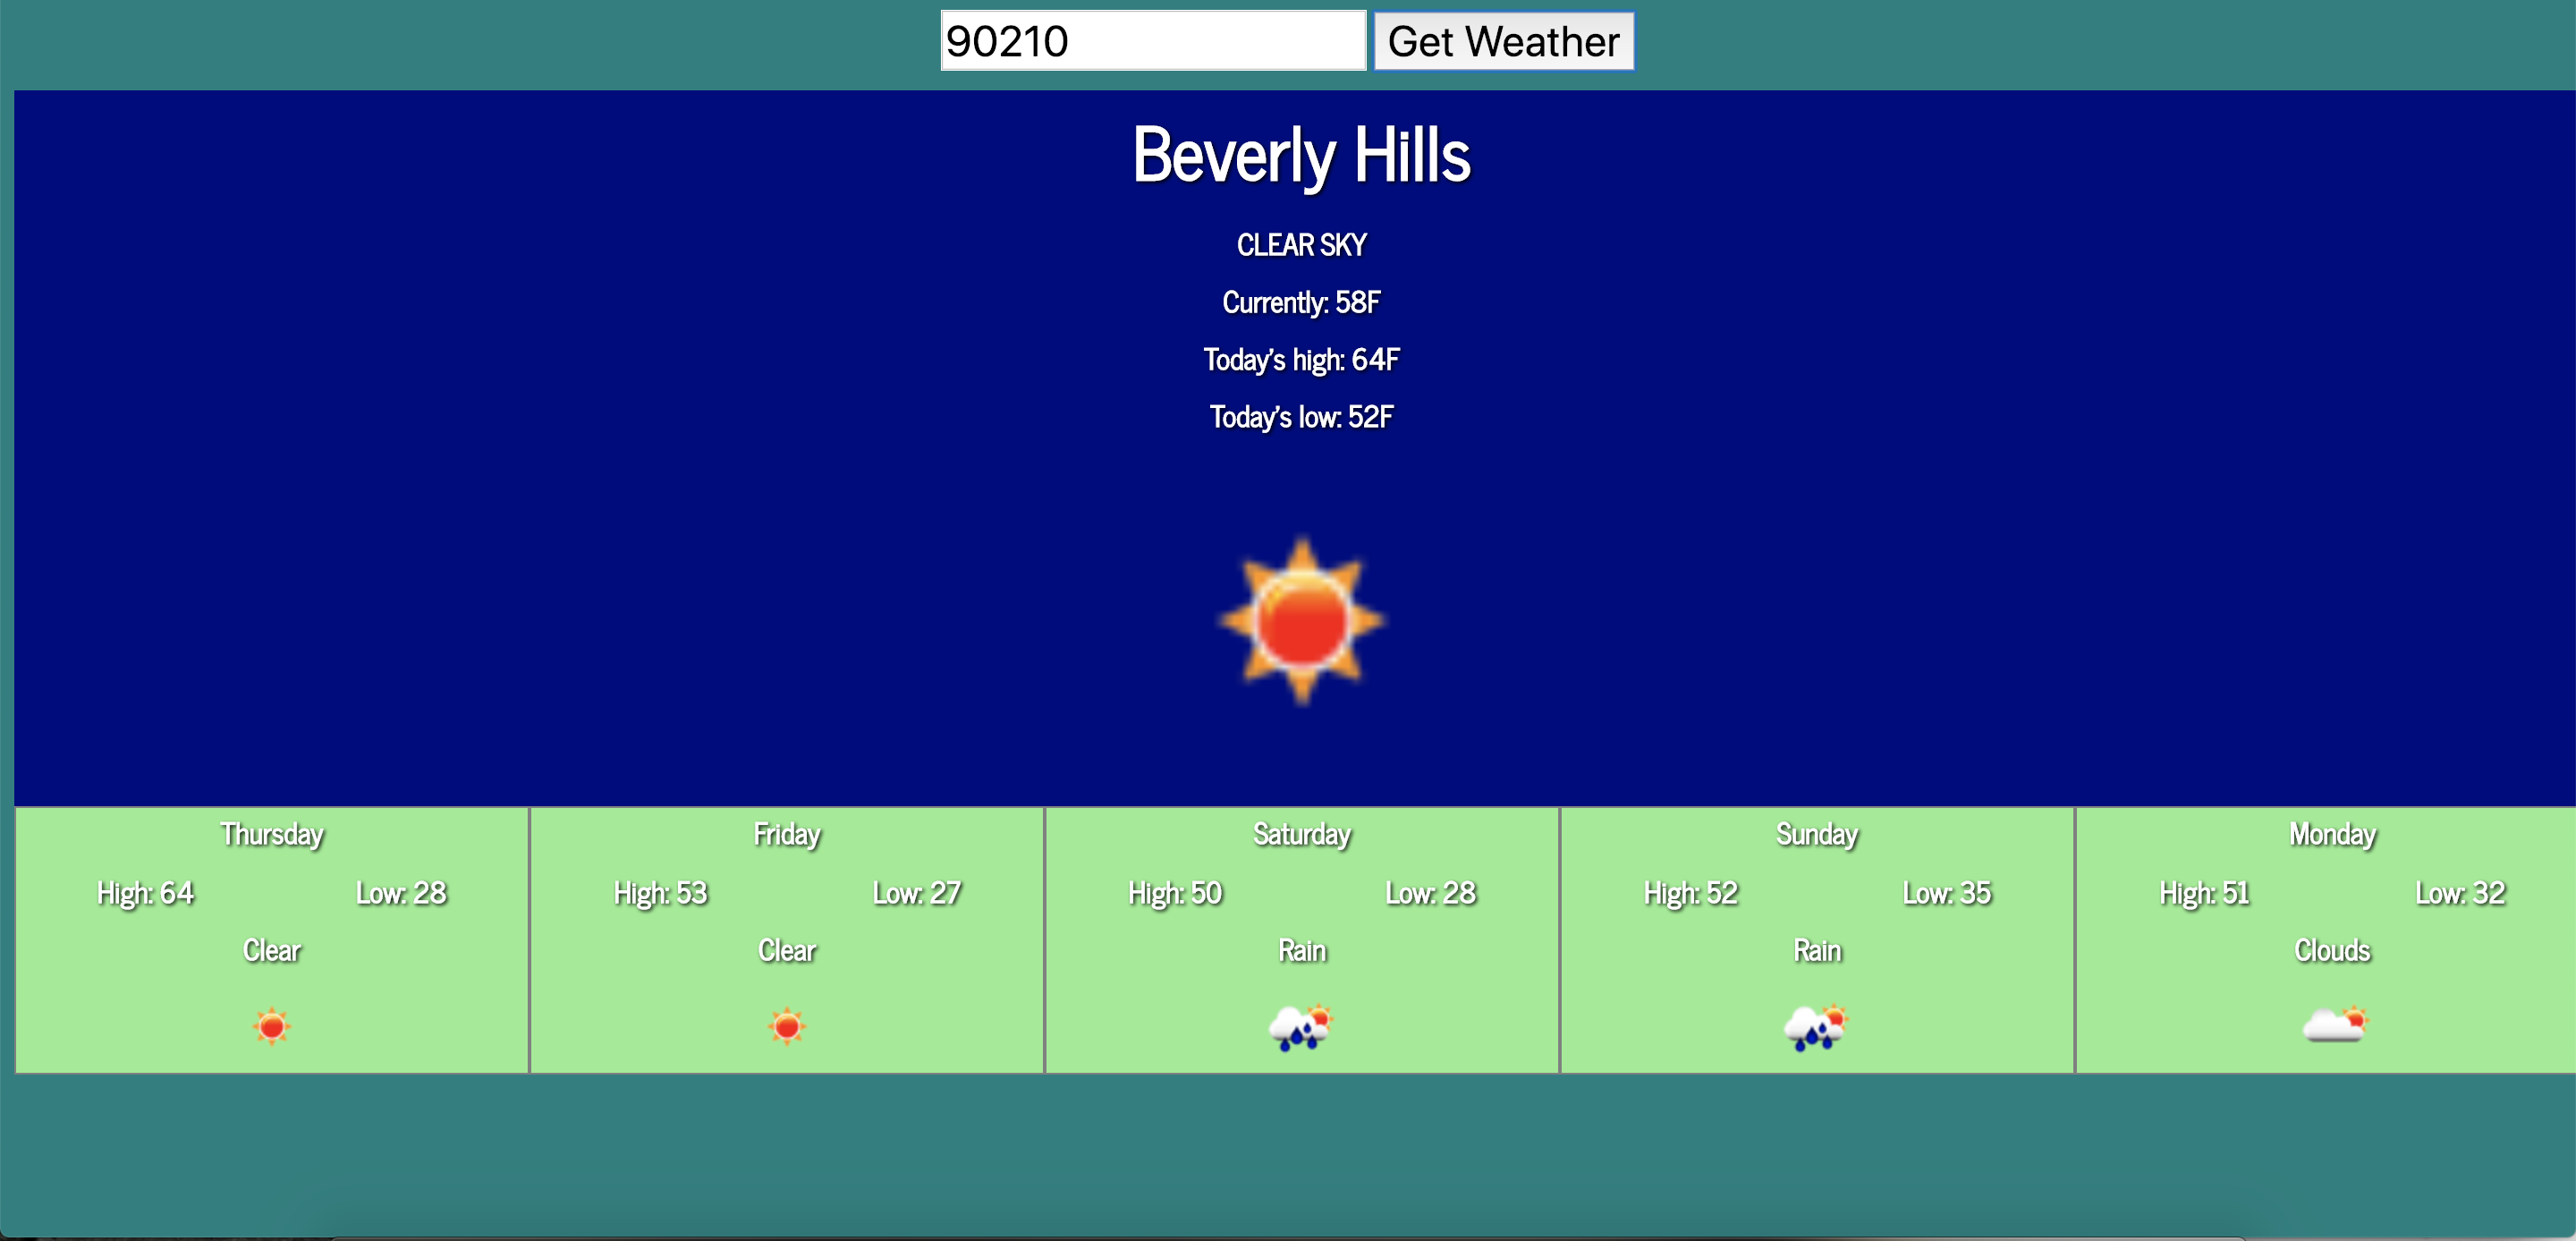 90210 Get Weather
Beverly Hills
CLEAR SKY
Currently: 58F
Today's high: 64F
Today's low: 52F
Thursday Friday Saturday Sunday Monday
High: 64 Low: 28 High: 53 Low: 27 High: 50 Low: 28 High: 52 Low: 35 High: 51 Low: 32
Clear Clear Rain Rain Clouds